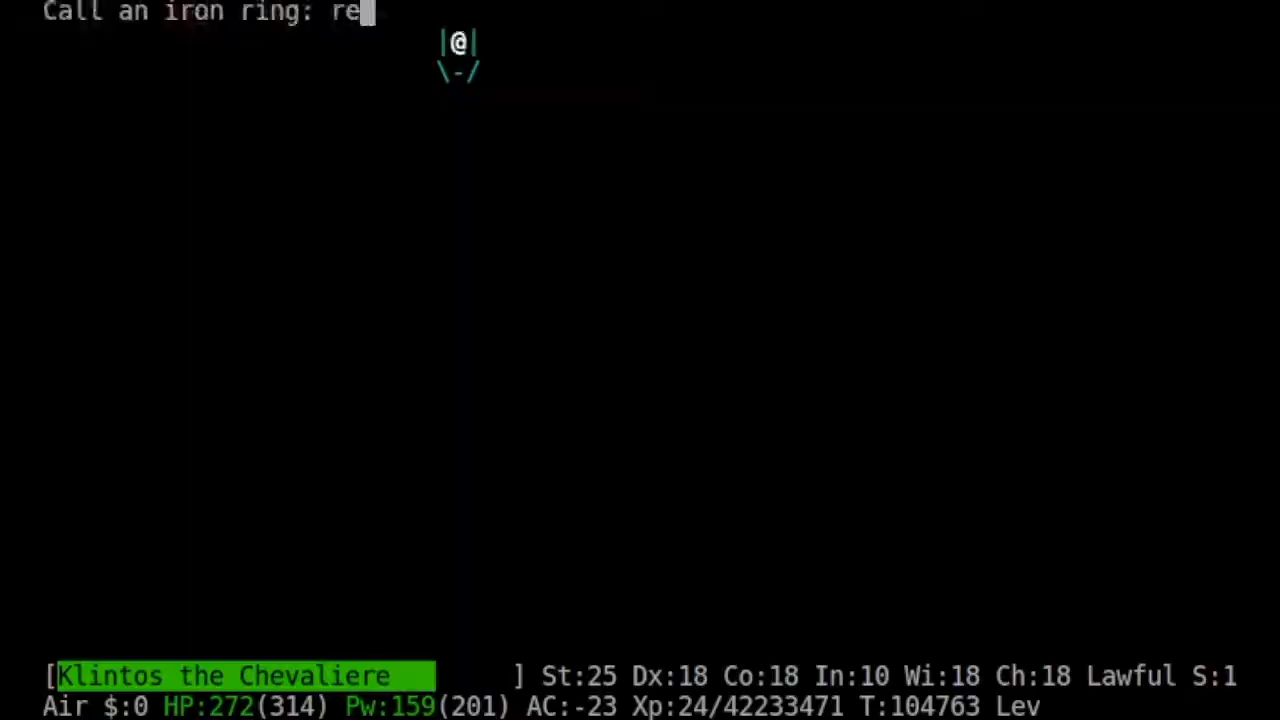 Call an iron ring: re
|@|
\-/
[Klintos the Chevaliere ] St:25 Dx:18 Co:18 In:10 Wi:18 Ch:18 Lawful S:1
Air $:0 HP:272(314) Pw:159(201) AC:-23 Xp:24/42233471 T:104763 Lev